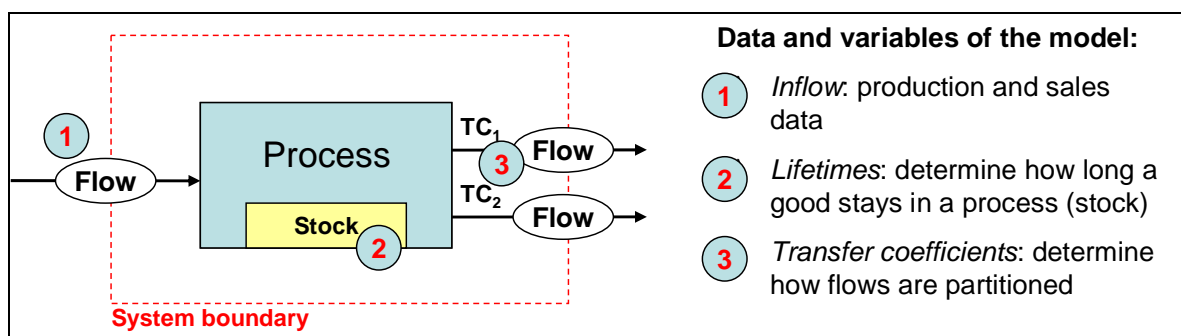 1
Flow
Process
Stock
2
TC1
3
Flow
TC2
Flow
System boundary
Data and variables of the model:
1
Inflow: production and sales
data
2
Lifetimes: determine how long a
good stays in a process (stock)
3
Transfer coefficients: determine
how flows are partitioned